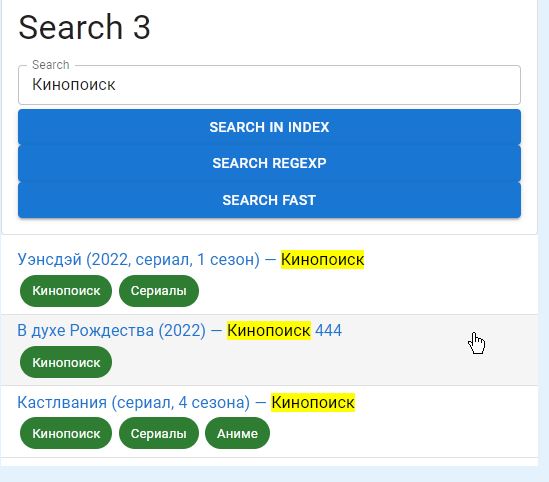 Search 3
Search
Кинопоиск
SEARCH IN INDEX
SEARCH REGEXP
SEARCH FAST
Уэнсдэй (2022, сериал, 1 сезон) — Кинопоиск
Кинопоиск Сериалы
В духе Рождества (2022) — Кинопоиск 444
Кинопоиск
Кастлвания (сериал, 4 сезона) — Кинопоиск
Кинопоиск Сериалы Аниме